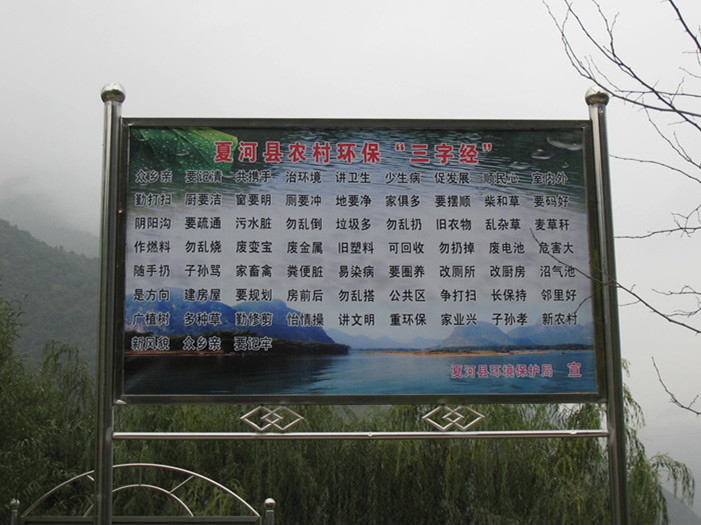 夏河县农村环保“三字经”
众乡亲 要记清 共携手 治环境 讲卫生 少生病 促发展 顺民心 室内外
勤打扫 厨要洁 窗要明 厕要冲 地要净 家俱多 要摆顺 柴和草 要码好
阴阳沟 要疏通 污水脏 勿乱倒 垃圾多 勿乱扔 旧衣物 乱杂草 麦草秆
作燃料 勿乱烧 废变宝 废金属 旧塑料 可回收 勿扔掉 废电池 危害大
随手扔 子孙骂 家畜禽 粪便脏 易染病 要圈养 改厕所 改厨房 沼气池
是方向 建房屋 要规划 房前后 勿乱搭 公共区 争打扫 长保持 邻里好
广植树 多种草 勤修剪 怡情操 讲文明 重环保 家业兴 子孙孝 新农村
新风貌 众乡亲 要记牢
夏河县环境保护局 宣